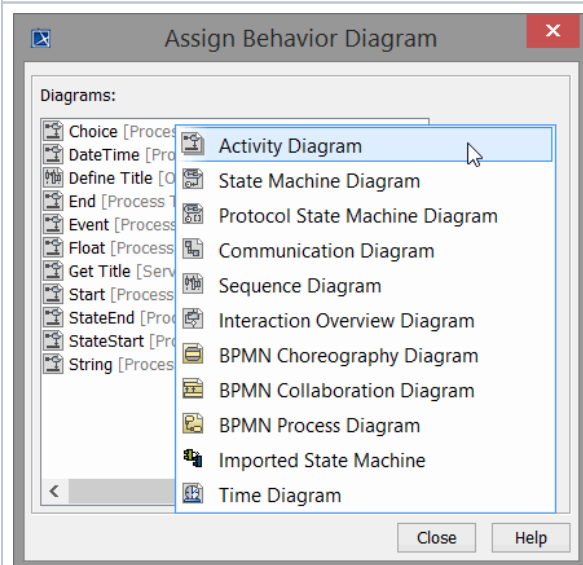 Assign Behavior Diagram
Diagrams:
Choice [Proces
DateTime [Pro
Define Title [O
End [Process T
Event [Process
Float [Process
Get Title [Serv
Start [Process
StateEnd [Proc
StateStart [Pro
String [Proces
Activity Diagram
State Machine Diagram
Protocol State Machine Diagram
Communication Diagram
Sequence Diagram
Interaction Overview Diagram
BPMN Choreography Diagram
BPMN Collaboration Diagram
BPMN Process Diagram
Imported State Machine
Time Diagram
Close
Help